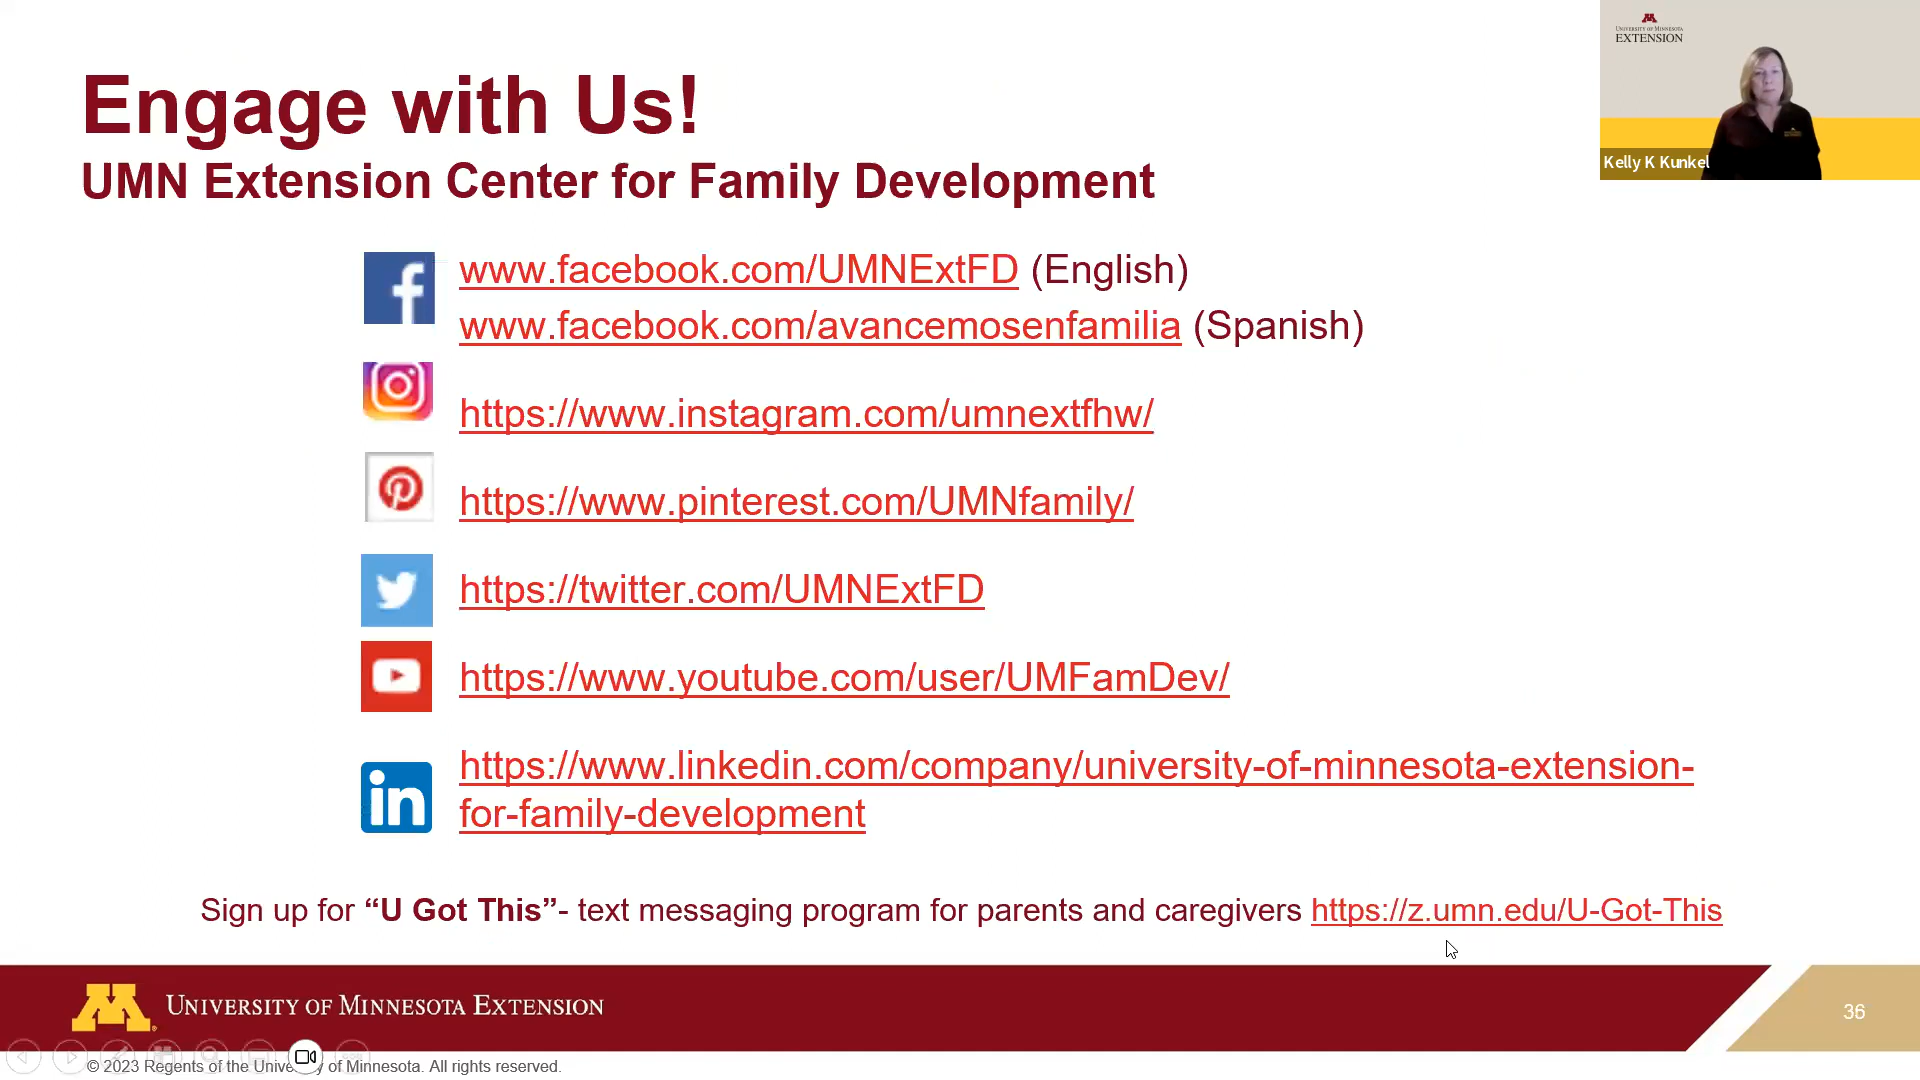 UNIVERSITY OF MINNESOTA
EXTENSION
Kelly K Kunkel
Engage with Us!
UMN Extension Center for Family Development
www.facebook.com/UMNExtFD (English)
www.facebook.com/avancemosenfamilia (Spanish)
https://www.instagram.com/umnextfhw/
https://www.pinterest.com/UMNfamily/
https://twitter.com/UMNExtFD
https://www.youtube.com/user/UMFamDev/
https://www.linkedin.com/company/university-of-minnesota-extension-
for-family-development
Sign up for “U Got This”- text messaging program for parents and caregivers https://z.umn.edu/U-Got-This
UNIVERSITY OF MINNESOTA EXTENSION
36
© 2023 Regents of the University of Minnesota. All rights reserved.